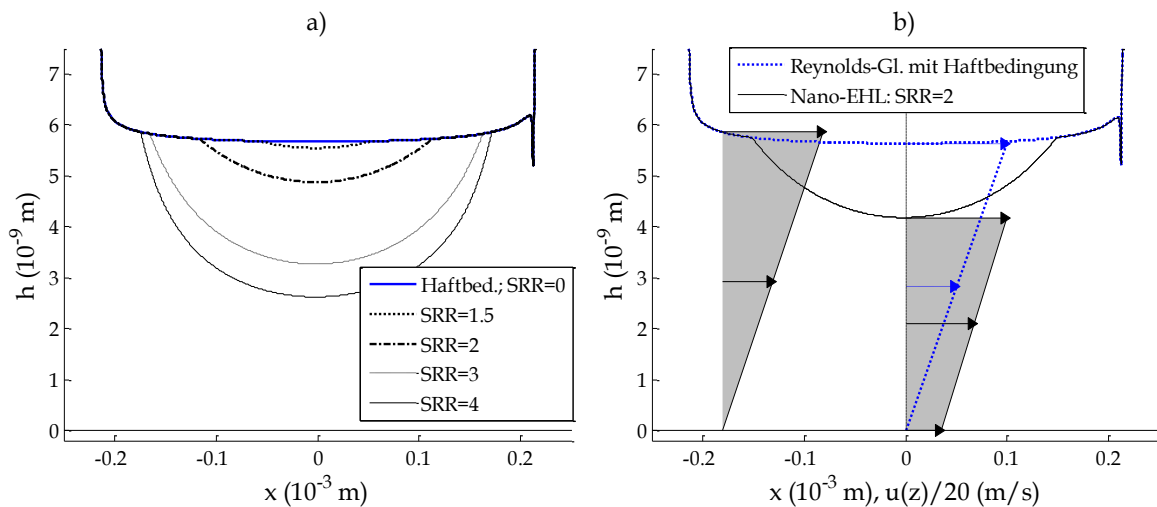 a)
7
6
5
4
3
2
1
0
h (10⁻⁹ m)
-0.2
-0.1
0
0.1
0.2
x (10⁻³ m)
Haftbed.; SRR=0
SRR=1.5
SRR=2
SRR=3
SRR=4
b)
7
6
5
4
3
2
1
0
h (10⁻⁹ m)
-0.2
-0.1
0
0.1
0.2
x (10⁻³ m), u(z)/20 (m/s)
Reynolds-Gl. mit Haftbedingung
Nano-EHL: SRR=2